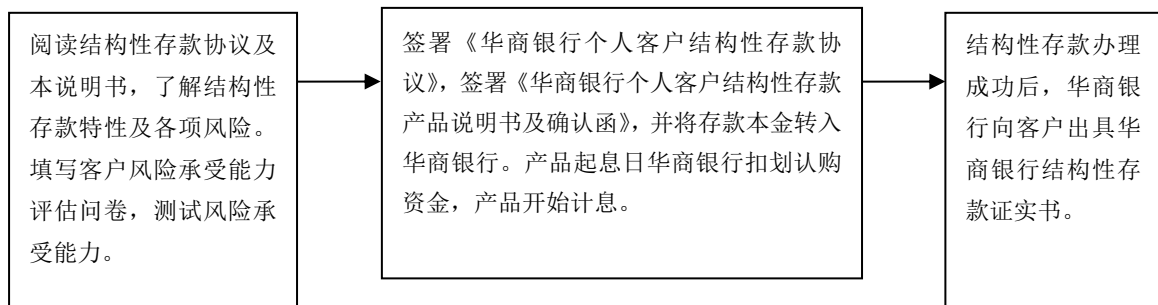 阅读结构性存款协议及
本说明书，了解结构性
存款特性及各项风险。
填写客户风险承受能力
评估问卷，测试风险承
受能力。
签署《华商银行个人客户结构性存款协
议》，签署《华商银行个人客户结构性存款
产品说明书及确认函》，并将存款本金转入
华商银行。产品起息日华商银行扣划认购
资金，产品开始计息。
结构性存款办理
成功后，华商银
行向客户出具华
商银行结构性存
款证实书。